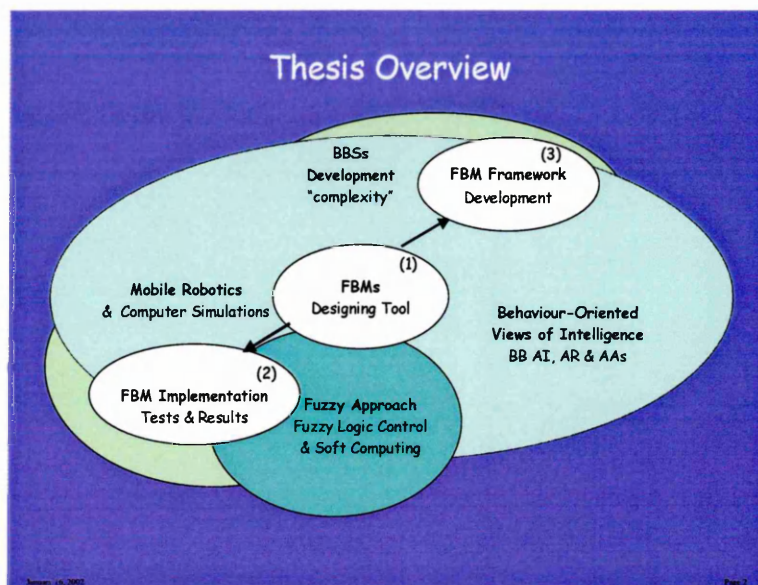 Thesis Overview
BBSs
Development
"complexity"
(3)
FBM Framework
Development
(1)
FBMs
Designing Tool
Mobile Robotics
& Computer Simulations
Behaviour-Oriented
Views of Intelligence
BB AI, AR & AAs
(2)
FBM Implementation
Tests & Results
Fuzzy Approach
Fuzzy Logic Control
& Soft Computing
Page 2